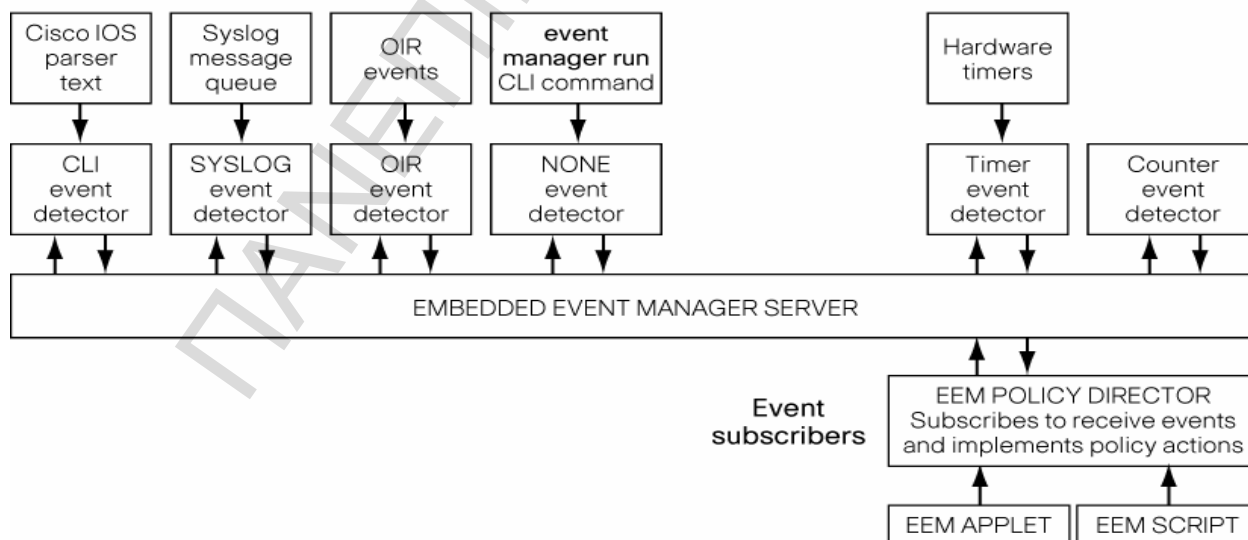 Cisco IOS
parser
text
Syslog
message
queue
OIR
events
event
manager run
CLI command
Hardware
timers
CLI
event
detector
SYSLOG
event
detector
OIR
event
detector
NONE
event
detector
Timer
event
detector
Counter
event
detector
EMBEDDED EVENT MANAGER SERVER
Event
subscribers
EEM POLICY DIRECTOR
Subscribes to receive events
and implements policy actions
EEM APPLET
EEM SCRIPT
ΠΑΝΕΠΙ